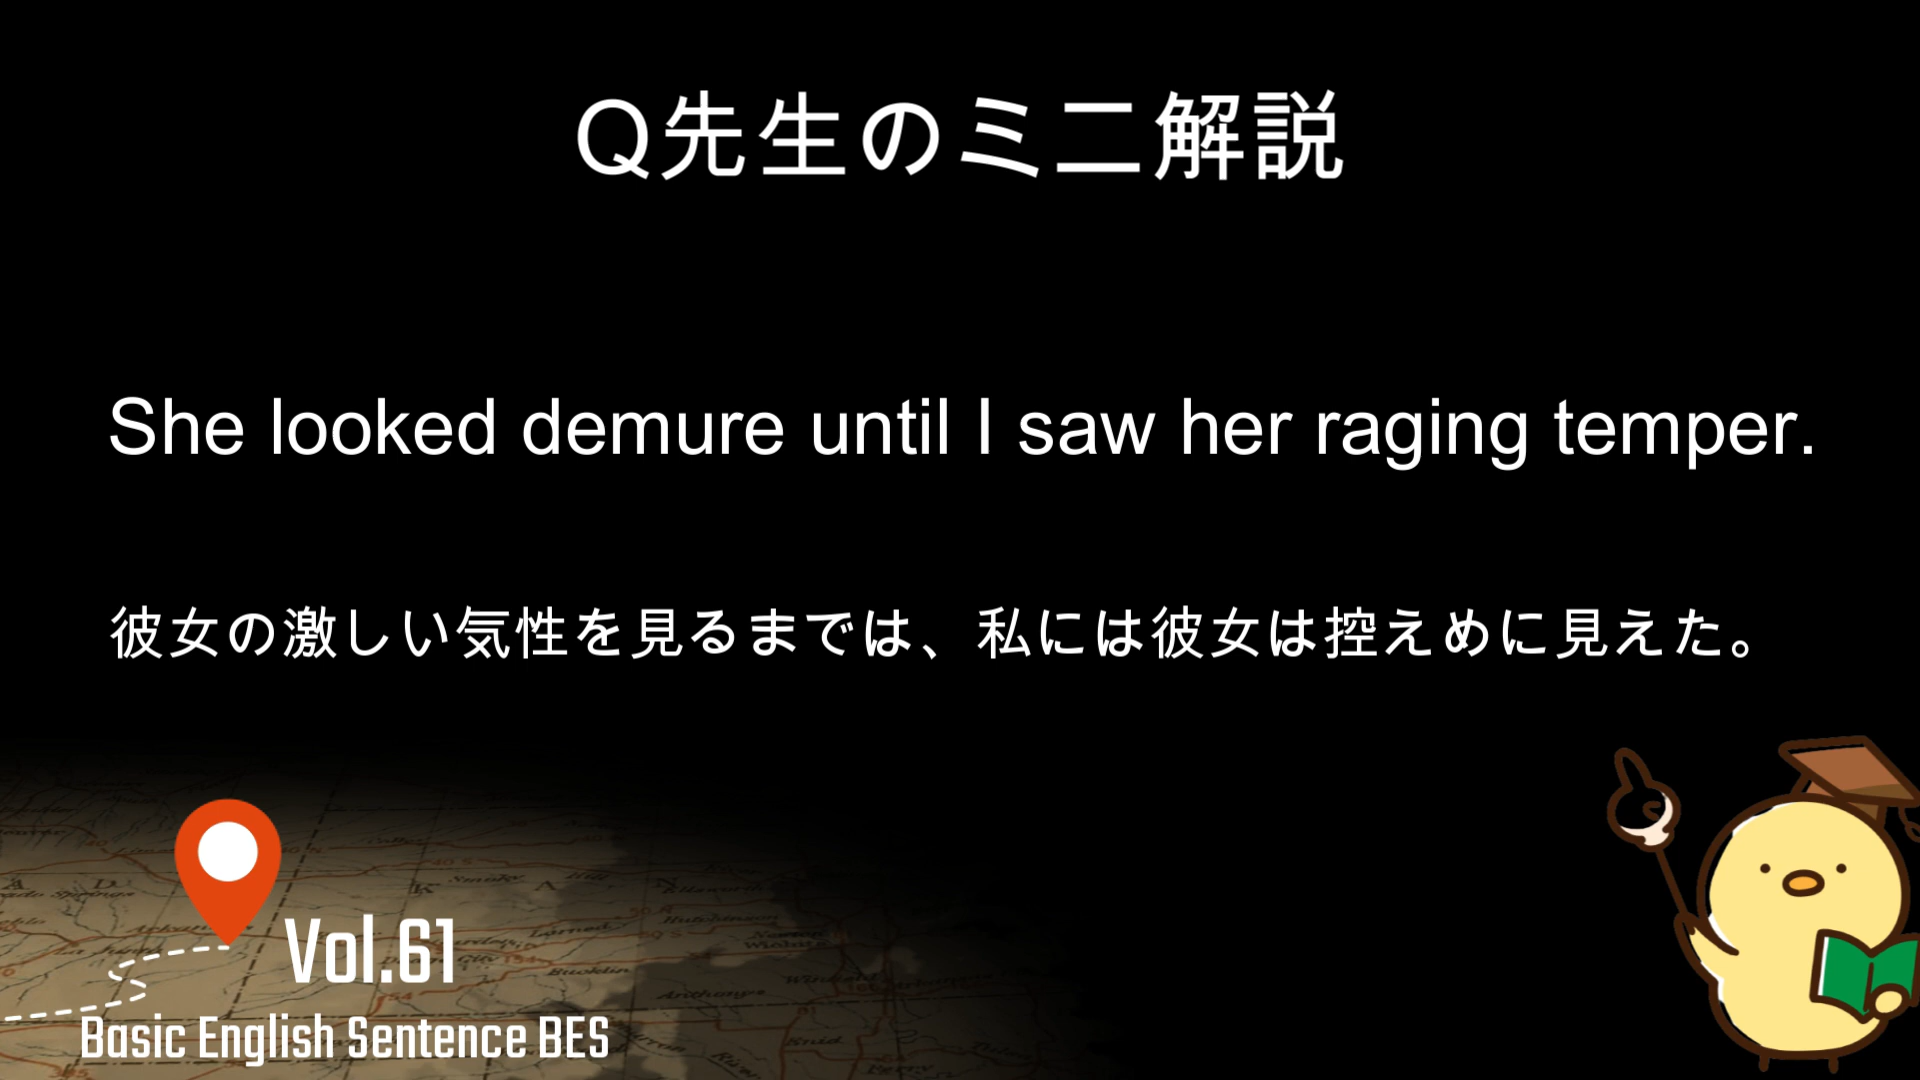 Q先生のミニ解説
She looked demure until I saw her raging temper.
彼女の激しい気性を見るまでは、私には彼女は控えめに見えた。
Vol.61
Basic English Sentence BES